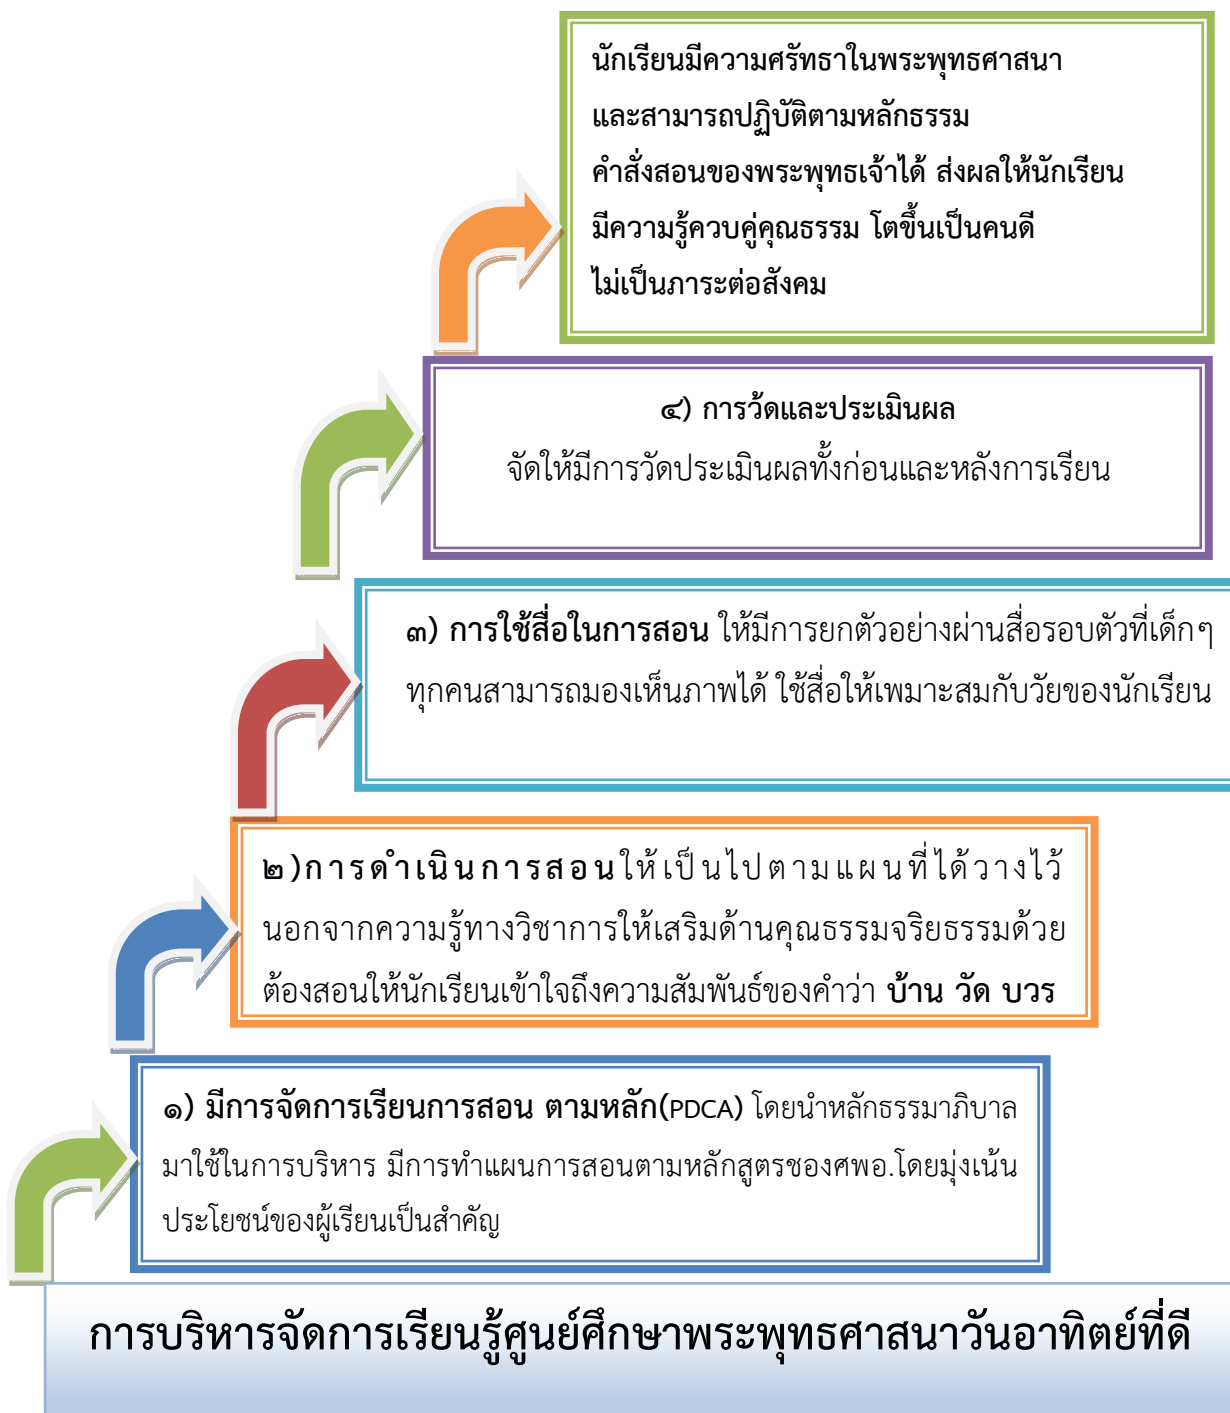 นักเรียนมีความศรัทธาในพระพุทธศาสนา
และสามารถปฏิบัติตามหลักธรรม
คำสั่งสอนของพระพุทธเจ้าได้ ส่งผลให้นักเรียน
มีความรู้ควบคู่คุณธรรม โตขึ้นเป็นคนดี
ไม่เป็นภาระต่อสังคม
๔) การวัดและประเมินผล
จัดให้มีการวัดประเมินผลทั้งก่อนและหลังการเรียน
๓) การใช้สื่อในการสอน ให้มีการยกตัวอย่างผ่านสื่อรอบตัวที่เด็กๆ
ทุกคนสามารถมองเห็นภาพได้ ใช้สื่อให้เพมาะสมกับวัยของนักเรียน
๒)การดำเนินการสอนให้เป็นไปตามแผนที่ได้วางไว้
นอกจากความรู้ทางวิชาการให้เสริมด้านคุณธรรมจริยธรรมด้วย
ต้องสอนให้นักเรียนเข้าใจถึงความสัมพันธ์ของคำว่า บ้าน วัด บวร
๑) มีการจัดการเรียนการสอน ตามหลัก(PDCA) โดยนำหลักธรรมาภิบาล
มาใช้ในการบริหาร มีการทำแผนการสอนตามหลักสูตรชองศพอ.โดยมุ่งเน้น
ประโยชน์ของผู้เรียนเป็นสำคัญ
การบริหารจัดการเรียนรู้ศูนย์ศึกษาพระพุทธศาสนาวันอาทิตย์ที่ดี